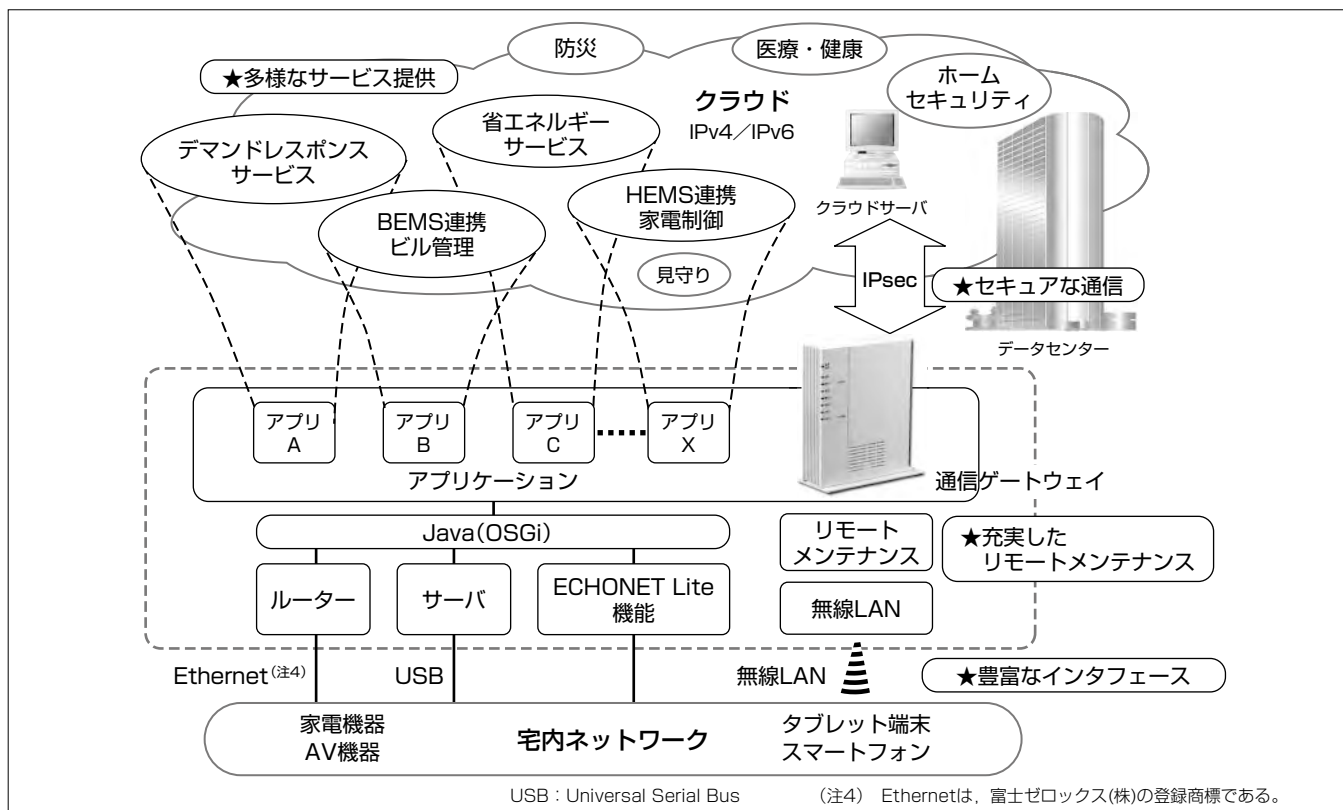 防災
医療・健康
★多様なサービス提供
ホーム
セキュリティ
クラウド
IPv4／IPv6
省エネルギー
サービス
デマンドレスポンス
サービス
クラウドサーバ
HEMS連携
家電制御
BEMS連携
ビル管理
見守り
IPsec
★セキュアな通信
データセンター
アプリ
A
アプリ
B
アプリ
C
アプリ
X
アプリケーション
通信ゲートウェイ
Java(OSGi)
リモート
メンテナンス
★充実した
リモートメンテナンス
ルーター
サーバ
ECHONET Lite
機能
無線LAN
Ethernet(注4)
USB
無線LAN
★豊富なインタフェース
家電機器
AV機器
宅内ネットワーク
タブレット端末
スマートフォン
USB：Universal Serial Bus
(注4) Ethernetは，富士ゼロックス(株)の登録商標である。